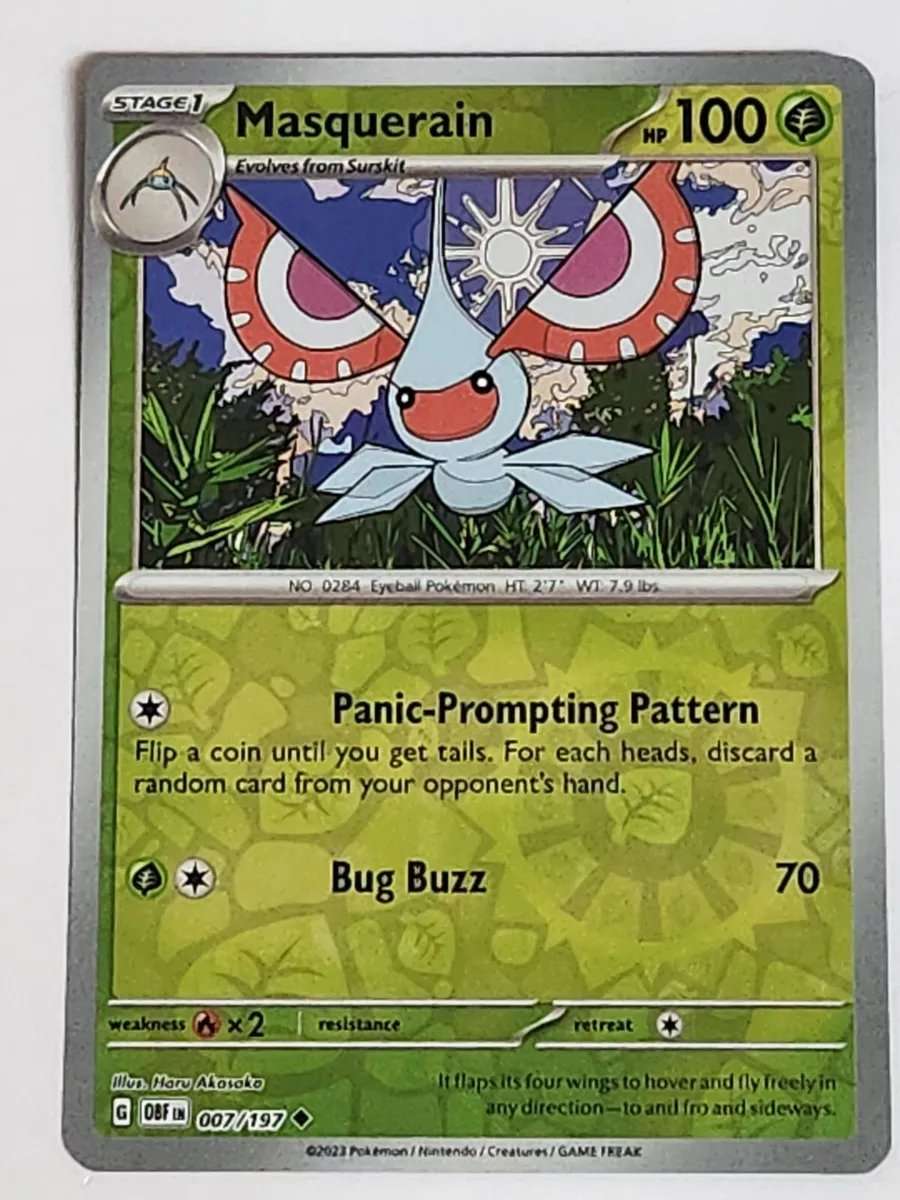 STAGE 1 Masquerain HP 100
Evolves from Surskit
NO. 0284 Eyeball Pokémon HT. 2'7" WT. 7.9 lbs.
Panic-Prompting Pattern
Flip a coin until you get tails. For each heads, discard a
random card from your opponent's hand.
Bug Buzz 70
weakness ×2 resistance retreat
Illus. Haru Akasaka
It flaps its four wings to hover and fly freely in
any direction—to and fro and sideways.
G OBF EN 007/197
©2023 Pokémon / Nintendo / Creatures / GAME FREAK